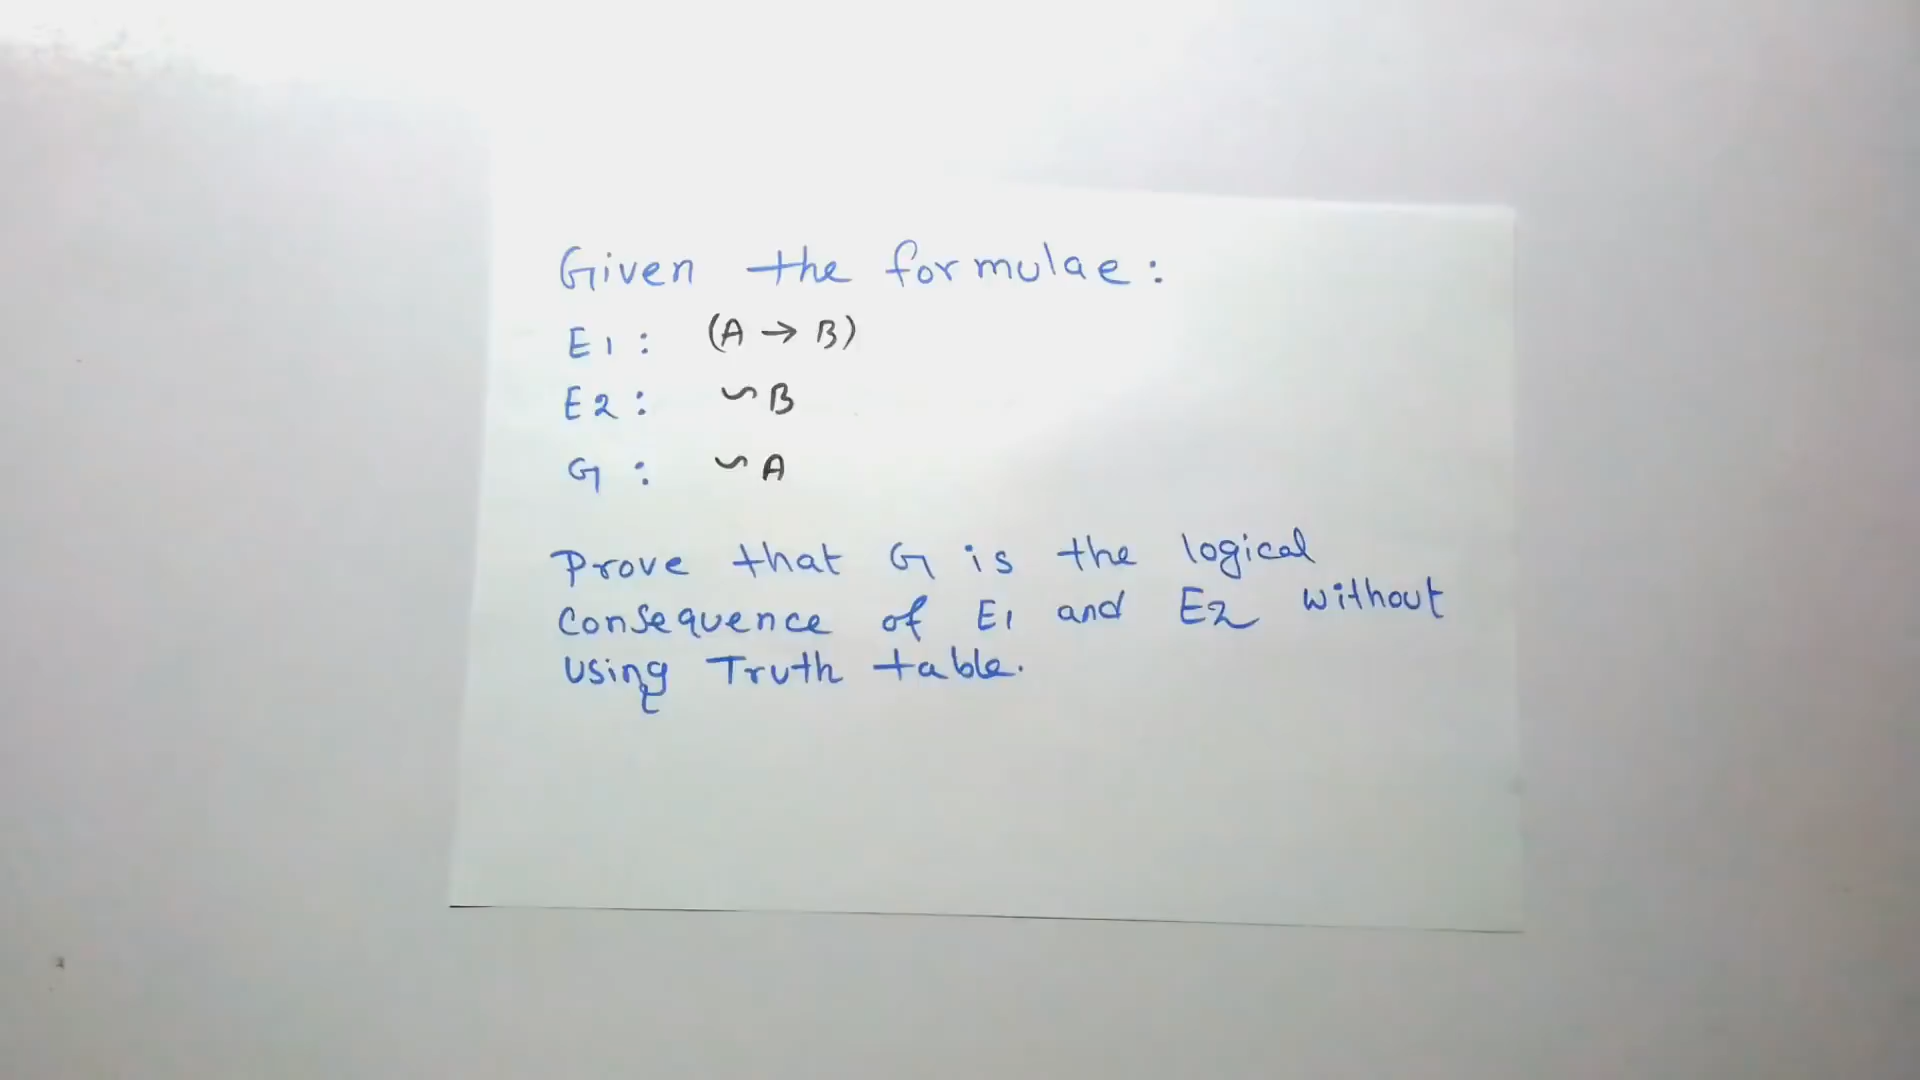 Given the formulae:
E1: (A → B)
E2: ~B
G: ~A
Prove that G is the logical
consequence of E1 and E2 without
using Truth table.